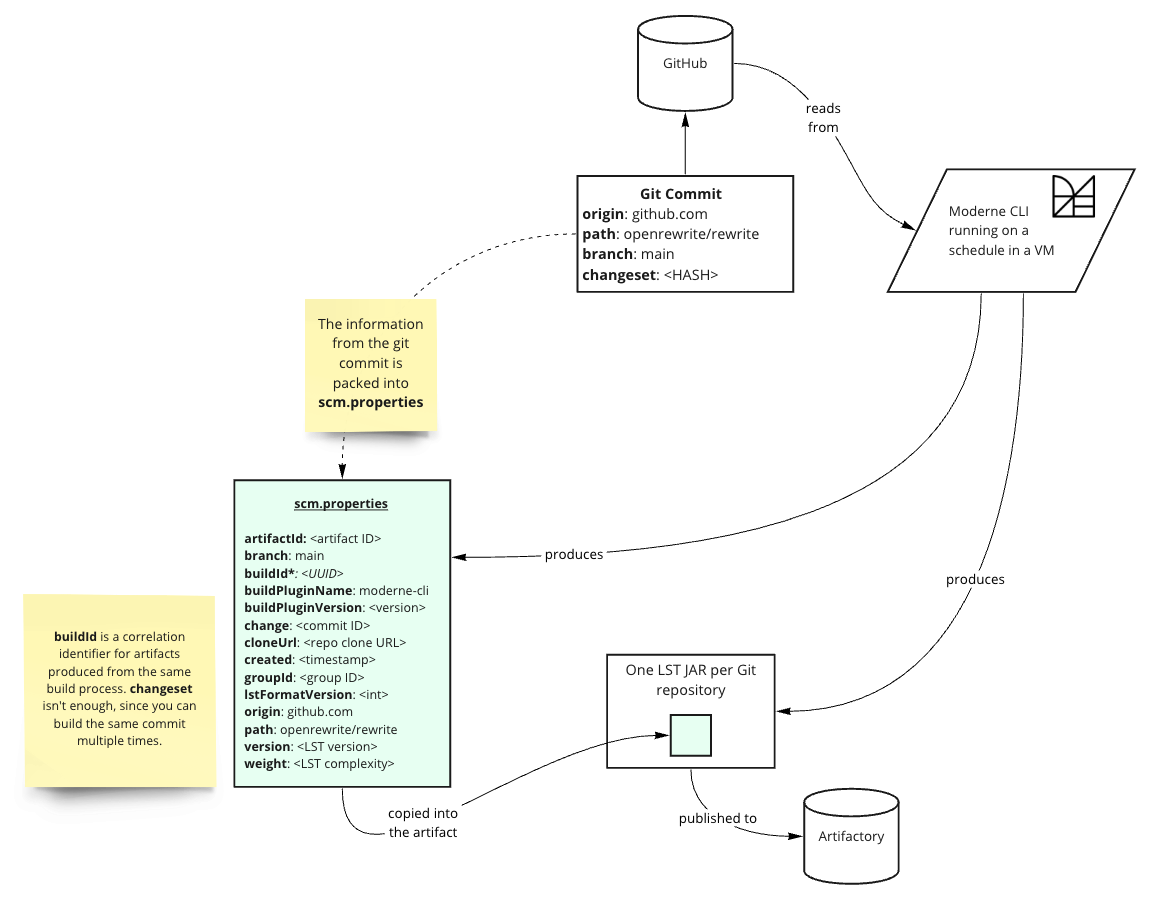 GitHub
reads
from
Git Commit
origin: github.com
path: openrewrite/rewrite
branch: main
changeset: <HASH>
Moderne CLI
running on a
schedule in a VM
The information
from the git
commit is
packed into
scm.properties
scm.properties
artifactId: <artifact ID>
branch: main
buildId*: <UUID>
buildPluginName: moderne-cli
buildPluginVersion: <version>
change: <commit ID>
cloneUrl: <repo clone URL>
created: <timestamp>
groupId: <group ID>
lstFormatVersion: <int>
origin: github.com
path: openrewrite/rewrite
version: <LST version>
weight: <LST complexity>
produces
produces
buildId is a correlation
identifier for artifacts
produced from the same
build process. changeset
isn't enough, since you can
build the same commit
multiple times.
One LST JAR per Git
repository
copied into
the artifact
published to
Artifactory